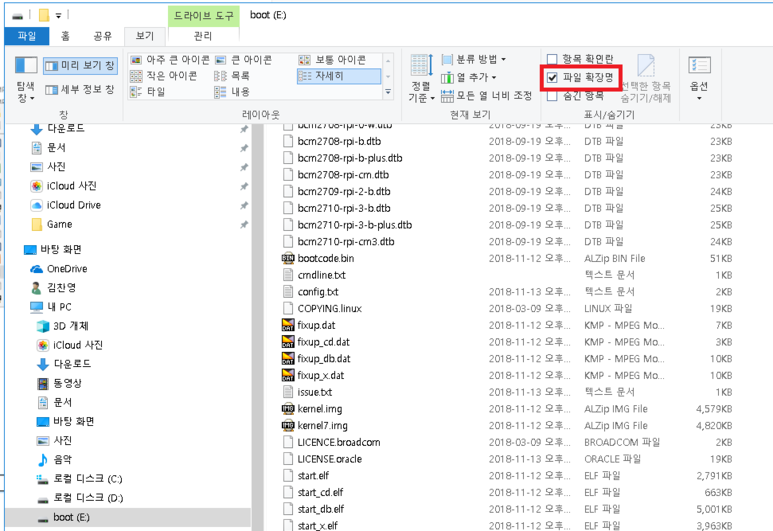 드라이브 도구 boot (E:)
파일 홈 공유 보기 관리
탐색 창
미리 보기 창
세부 정보 창
창
아주 큰 아이콘 큰 아이콘 보통 아이콘
작은 아이콘 목록 자세히
타일 내용
레이아웃
정렬 기준
분류 방법
열 추가
모든 열 너비 조정
현재 보기
항목 확인란
파일 확장명
숨긴 항목
선택한 항목 숨기기/해제
표시/숨기기
옵션
다운로드
문서
사진
iCloud 사진
iCloud Drive
Game
바탕 화면
OneDrive
김찬영
내 PC
3D 개체
iCloud 사진
다운로드
동영상
문서
바탕 화면
사진
음악
로컬 디스크 (C:)
로컬 디스크 (D:)
boot (E:)
bcm2708-rpi-0-w.dtb 2018-09-19 오후... DTB 파일 23KB
bcm2708-rpi-b.dtb 2018-09-19 오후... DTB 파일 23KB
bcm2708-rpi-b-plus.dtb 2018-09-19 오후... DTB 파일 23KB
bcm2708-rpi-cm.dtb 2018-09-19 오후... DTB 파일 23KB
bcm2709-rpi-2-b.dtb 2018-09-19 오후... DTB 파일 24KB
bcm2710-rpi-3-b.dtb 2018-09-19 오후... DTB 파일 25KB
bcm2710-rpi-3-b-plus.dtb 2018-09-19 오후... DTB 파일 25KB
bcm2710-rpi-cm3.dtb 2018-09-19 오후... DTB 파일 24KB
bootcode.bin 2018-11-12 오후... ALZip BIN File 51KB
cmdline.txt 텍스트 문서 1KB
config.txt 2018-11-13 오후... 텍스트 문서 2KB
COPYING.linux 2018-03-09 오후... LINUX 파일 19KB
fixup.dat 2018-11-12 오후... KMP - MPEG Mo... 7KB
fixup_cd.dat 2018-11-12 오후... KMP - MPEG Mo... 3KB
fixup_db.dat 2018-11-12 오후... KMP - MPEG Mo... 10KB
fixup_x.dat 2018-11-12 오후... KMP - MPEG Mo... 10KB
issue.txt 2018-11-13 오후... 텍스트 문서 1KB
kernel.img 2018-11-12 오후... ALZip IMG File 4,579KB
kernel7.img 2018-11-12 오후... ALZip IMG File 4,820KB
LICENCE.broadcom 2018-03-09 오후... BROADCOM 파일 2KB
LICENSE.oracle 2018-11-13 오후... ORACLE 파일 19KB
start.elf 2018-11-12 오후... ELF 파일 2,791KB
start_cd.elf 2018-11-12 오후... ELF 파일 663KB
start_db.elf 2018-11-12 오후... ELF 파일 5,001KB
start_x.elf 2018-11-12 오후... ELF 파일 3,963KB